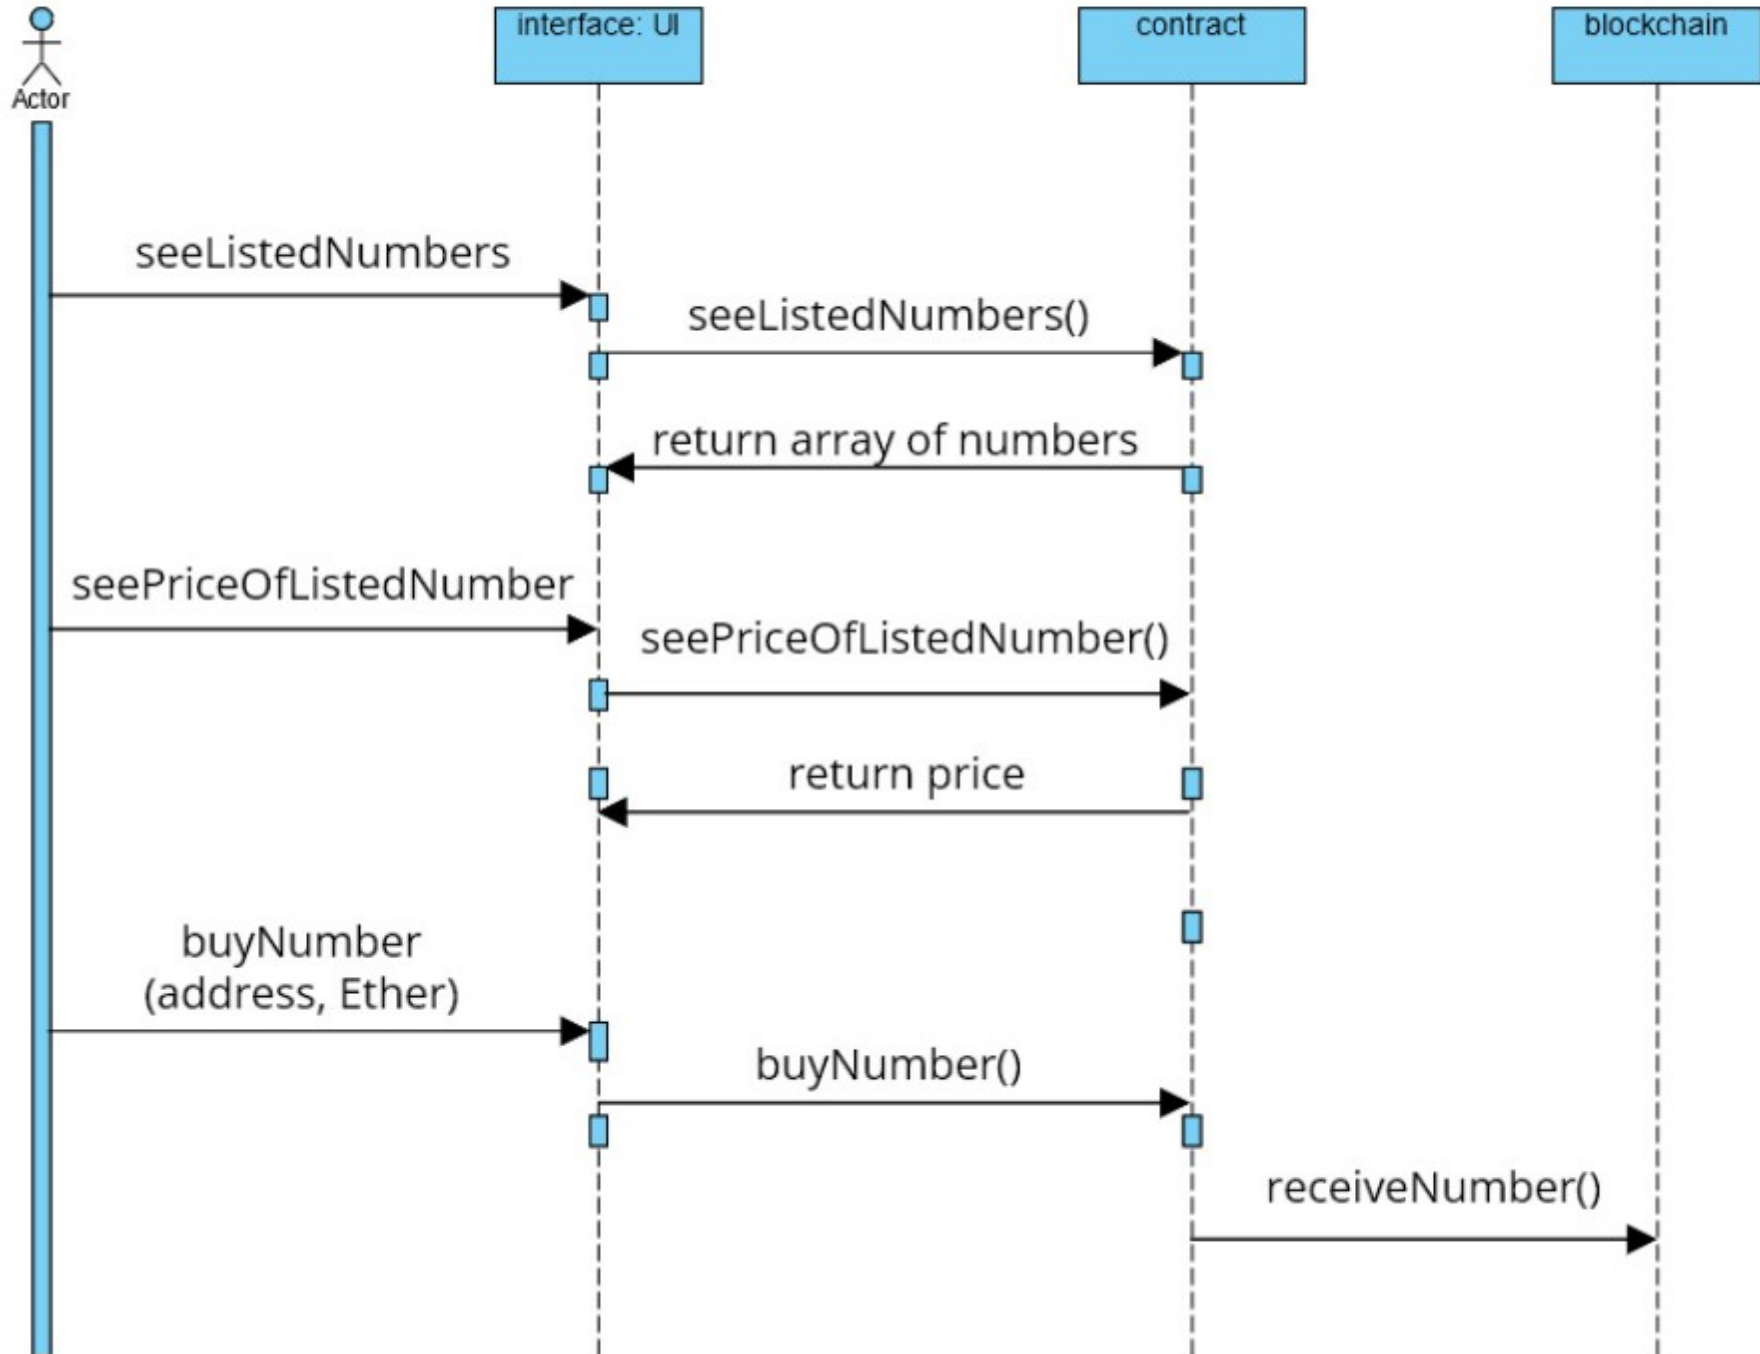 interface: UI
contract
blockchain
Actor
seeListedNumbers
seeListedNumbers()
return array of numbers
seePriceOfListedNumber
seePriceOfListedNumber()
return price
buyNumber
(address, Ether)
buyNumber()
receiveNumber()